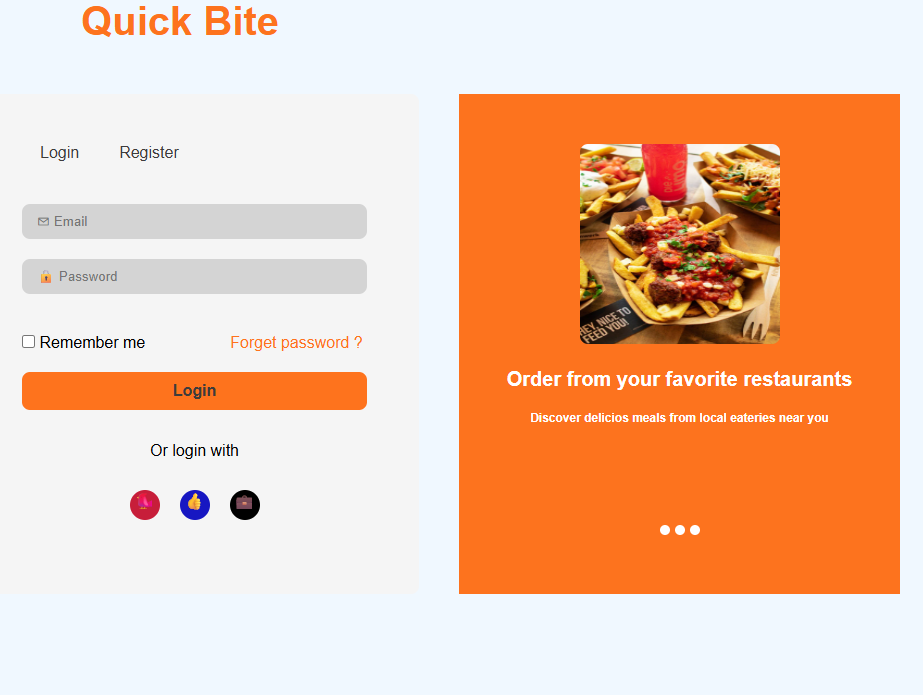 Quick Bite
Login Register
Email
Password
Remember me Forget password ?
Login
Or login with
HEY, NICE TO
FEED YOU!
Order from your favorite restaurants
Discover delicios meals from local eateries near you